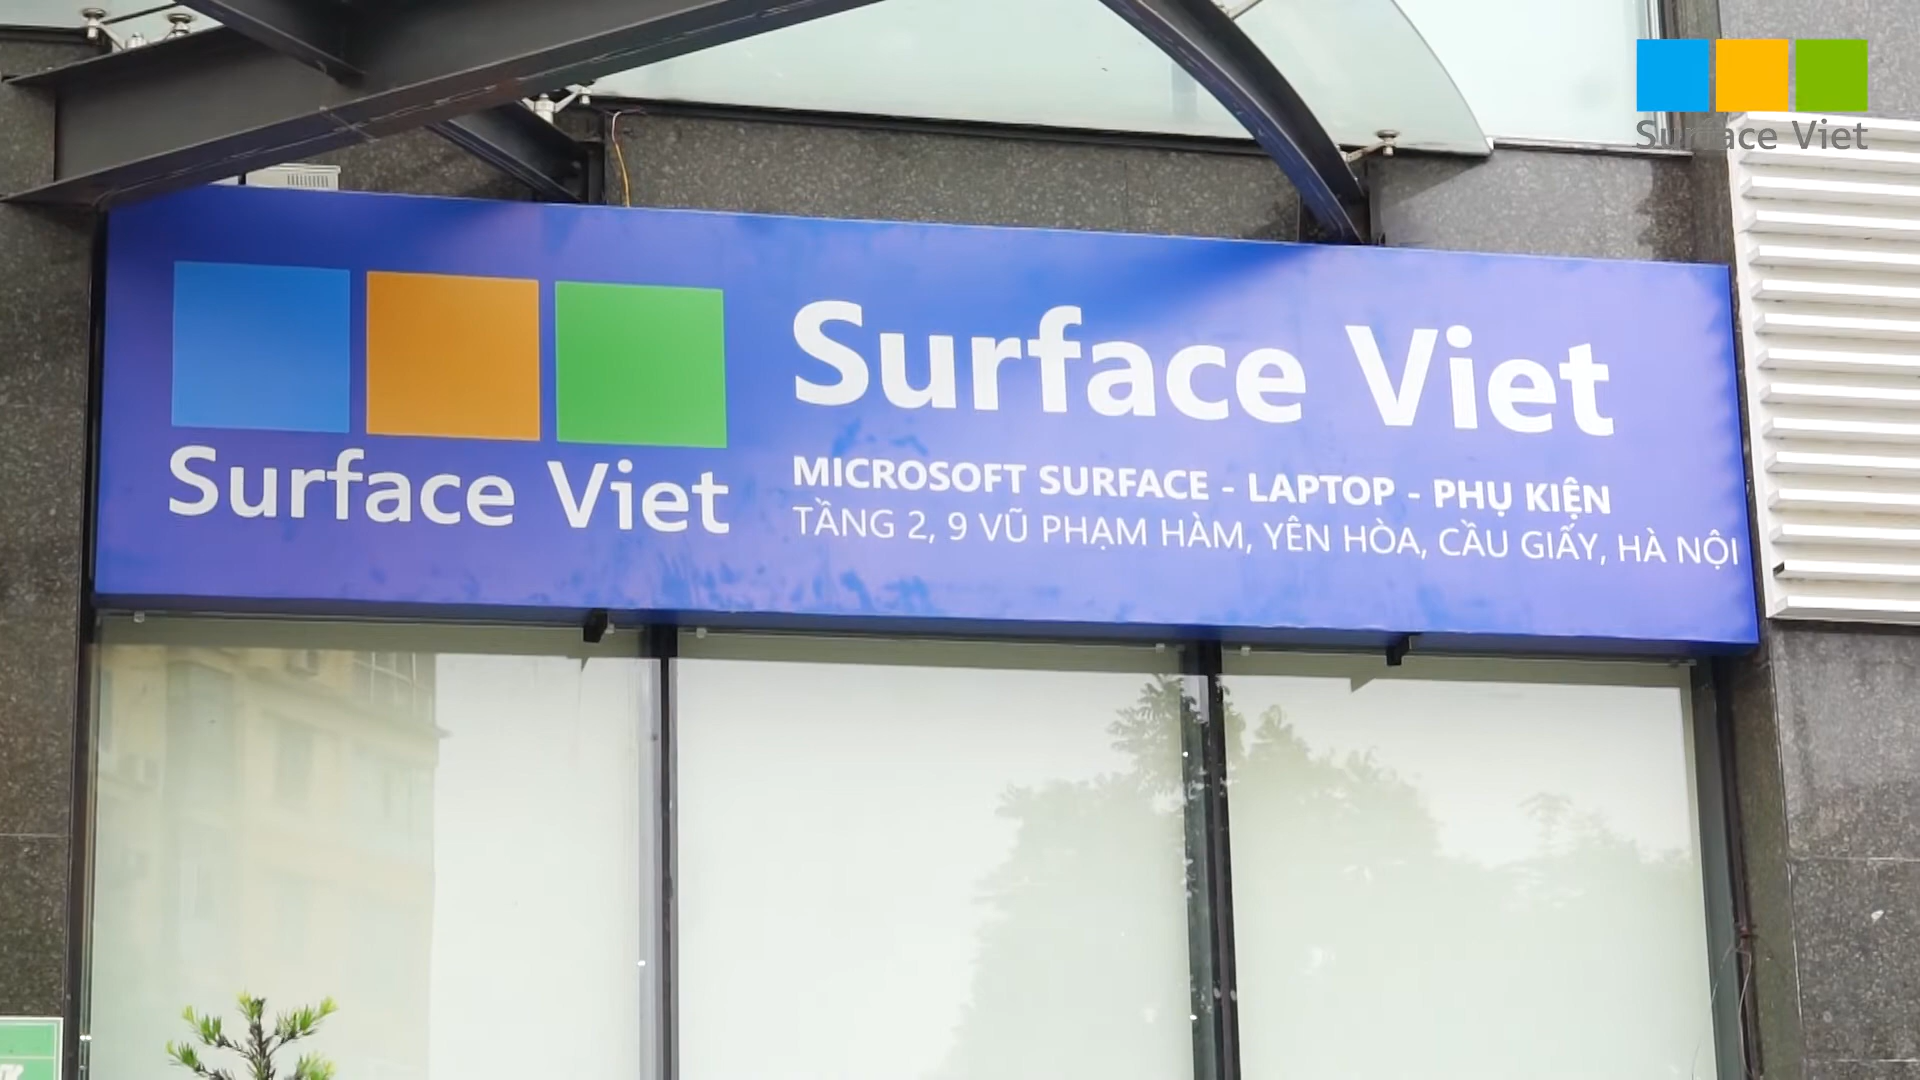 Surface Viet
Surface Viet
Surface Viet
MICROSOFT SURFACE - LAPTOP - PHỤ KIỆN
TẦNG 2, 9 VŨ PHẠM HÀM, YÊN HÒA, CẦU GIẤY, HÀ NỘI